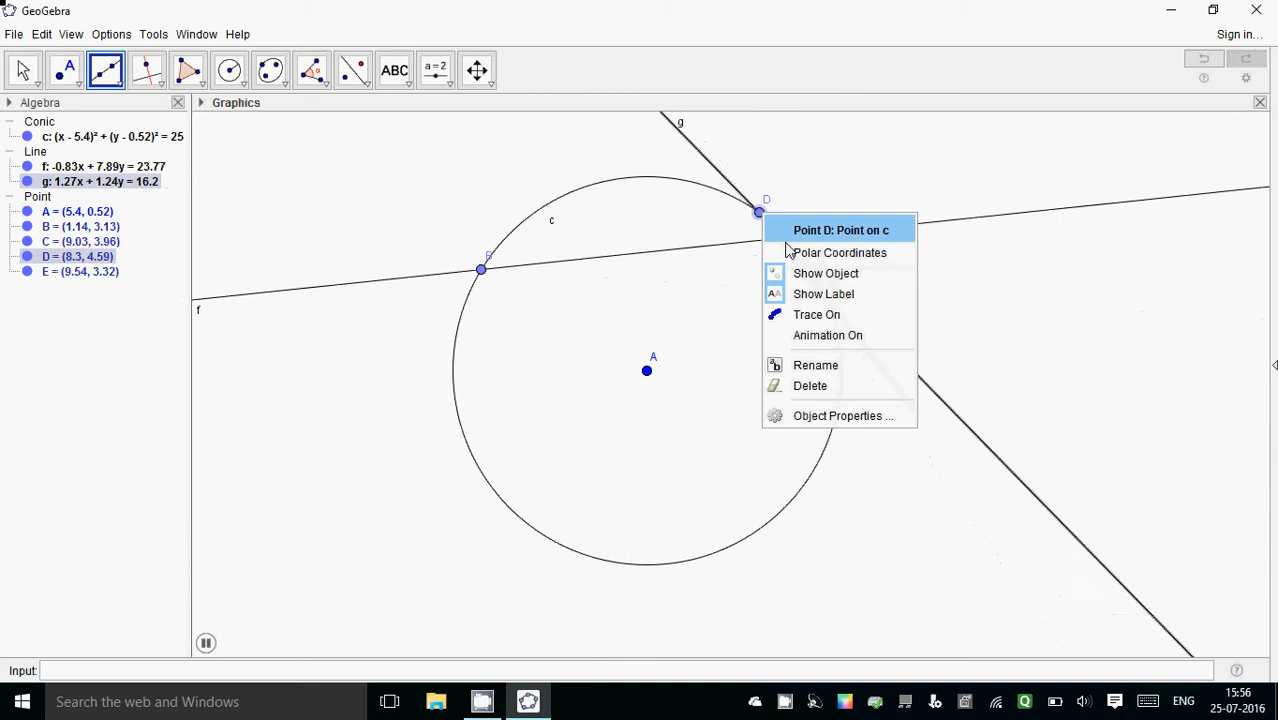 GeoGebra
File Edit View Options Tools Window Help
Sign in...
A
ABC
a=2
Algebra
Graphics
Conic
c: (x - 5.4)² + (y - 0.52)² = 25
Line
f: -0.83x + 7.89y = 23.77
g: 1.27x + 1.24y = 16.2
Point
A = (5.4, 0.52)
B = (1.14, 3.13)
C = (9.03, 3.96)
D = (8.3, 4.59)
E = (9.54, 3.32)
g
D
c
B
f
A
Point D: Point on c
Polar Coordinates
Show Object
AA Show Label
Trace On
Animation On
ab Rename
Delete
Object Properties ...
Input:
Search the web and Windows
ENG
15:56
25-07-2016